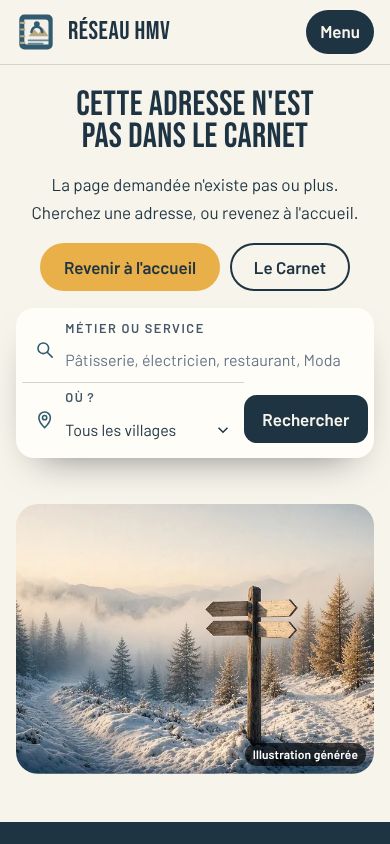 RÉSEAU HMV
Menu
CETTE ADRESSE N'EST
PAS DANS LE CARNET
La page demandée n'existe pas ou plus.
Cherchez une adresse, ou revenez à l'accueil.
Revenir à l'accueil
Le Carnet
MÉTIER OU SERVICE
Pâtisserie, électricien, restaurant, Moda
OÙ ?
Tous les villages
Rechercher
Illustration générée